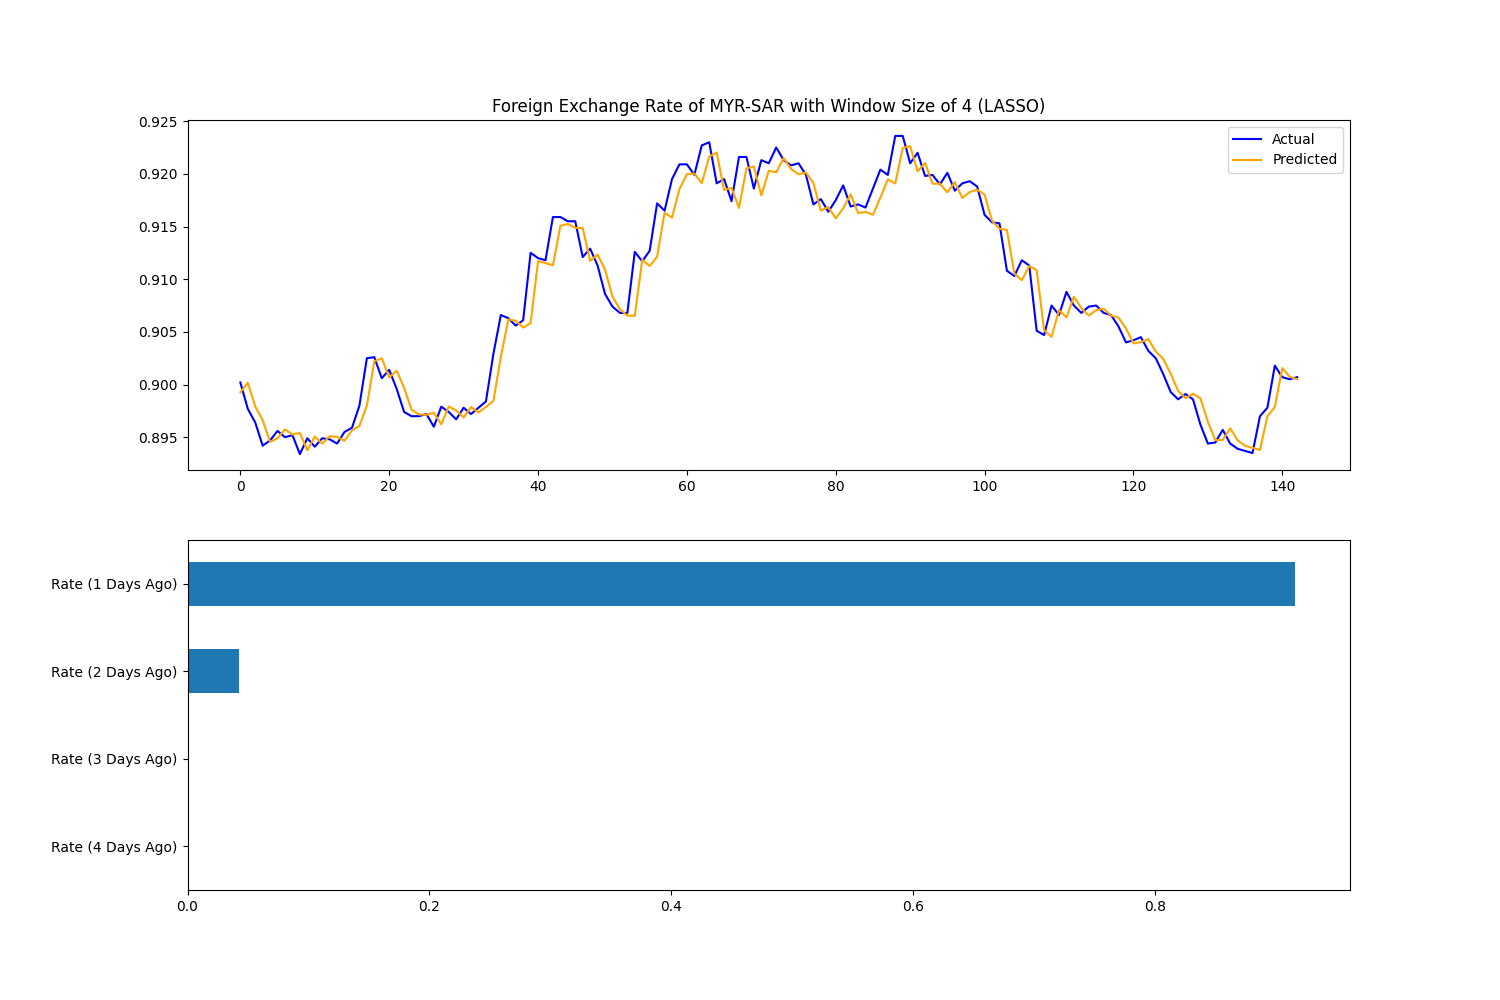 Foreign Exchange Rate of MYR-SAR with Window Size of 4 (LASSO)
0.925
0.920
0.915
0.910
0.905
0.900
0.895
Actual
Predicted
0 20 40 60 80 100 120 140
Rate (1 Days Ago)
Rate (2 Days Ago)
Rate (3 Days Ago)
Rate (4 Days Ago)
0.0 0.2 0.4 0.6 0.8